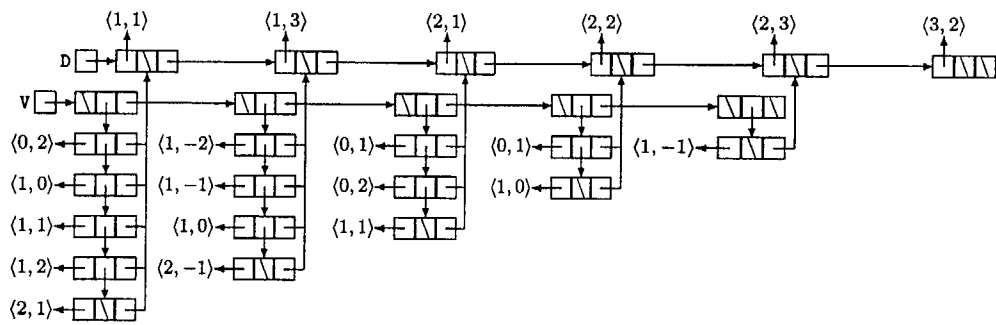 ⟨1, 1⟩ ⟨1, 3⟩ ⟨2, 1⟩ ⟨2, 2⟩ ⟨2, 3⟩ ⟨3, 2⟩
D
V
⟨0, 2⟩ ⟨1, −2⟩ ⟨0, 1⟩ ⟨0, 1⟩ ⟨1, −1⟩
⟨1, 0⟩ ⟨1, −1⟩ ⟨0, 2⟩ ⟨1, 0⟩
⟨1, 1⟩ ⟨1, 0⟩ ⟨1, 1⟩
⟨1, 2⟩ ⟨2, −1⟩
⟨2, 1⟩